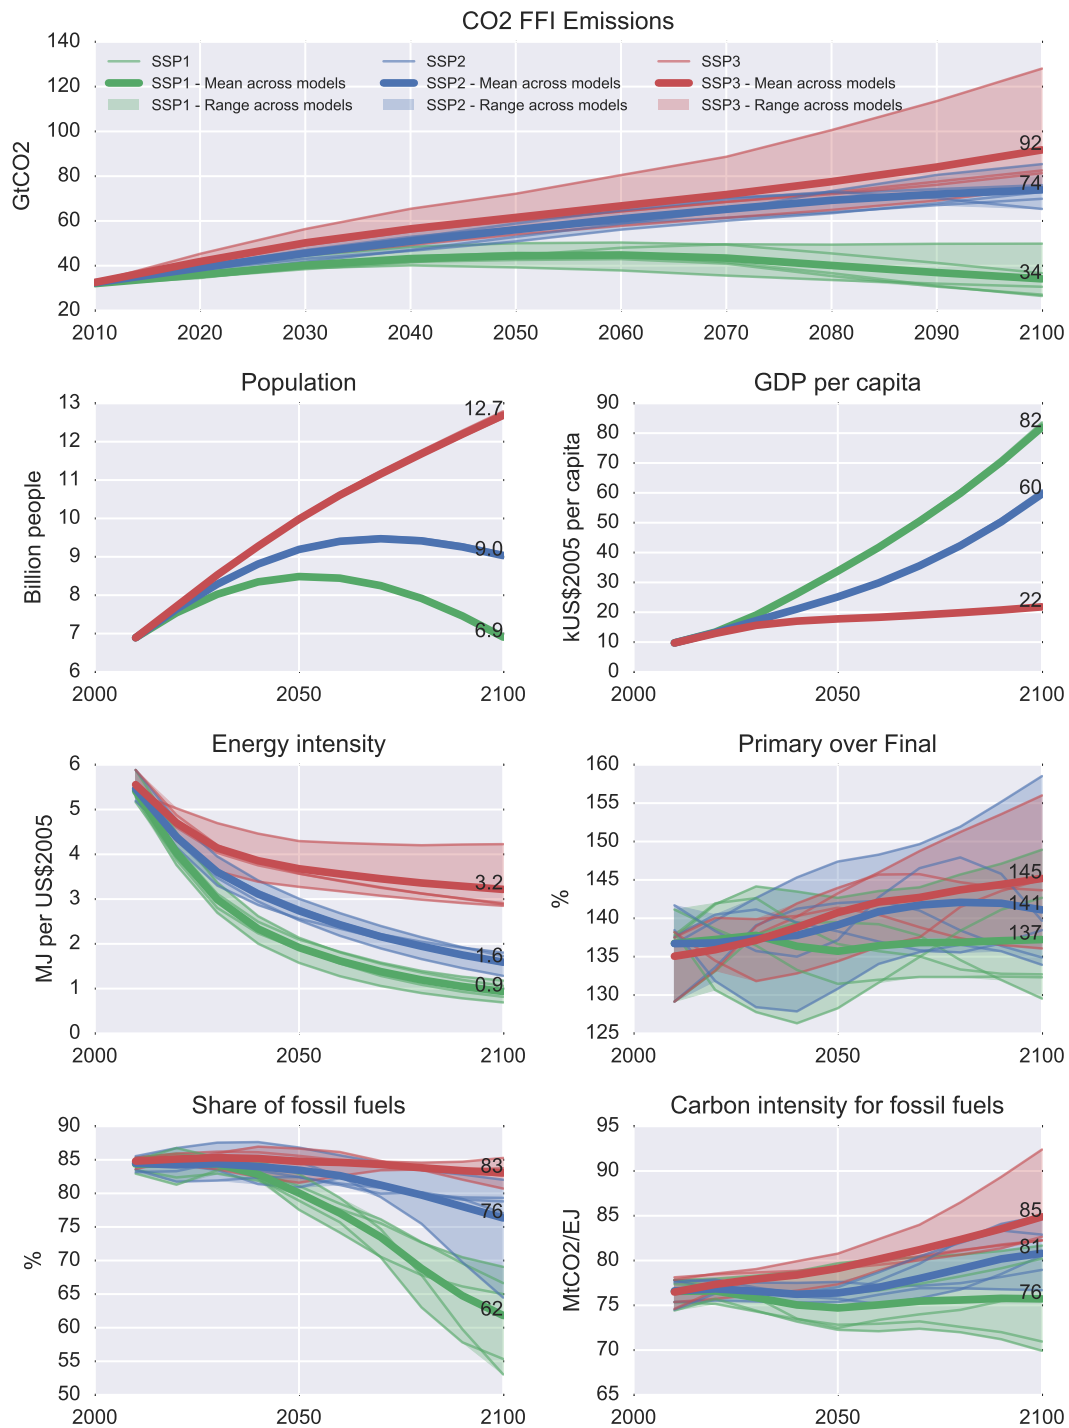 CO2 FFI Emissions
140
120
100
80
60
40
20
GtCO2
SSP1
SSP1 - Mean across models
SSP1 - Range across models
SSP2
SSP2 - Mean across models
SSP2 - Range across models
SSP3
SSP3 - Mean across models
SSP3 - Range across models
92
74
34
2010 2020 2030 2040 2050 2060 2070 2080 2090 2100
Population
13
12
11
10
9
8
7
6
Billion people
12.7
9.0
6.9
2000 2050 2100
GDP per capita
90
80
70
60
50
40
30
20
10
0
kUS$2005 per capita
82
60
22
2000 2050 2100
Energy intensity
6
5
4
3
2
1
0
MJ per US$2005
3.2
1.6
0.9
2000 2050 2100
Primary over Final
160
155
150
145
140
135
130
125
%
145
141
137
2000 2050 2100
Share of fossil fuels
90
85
80
75
70
65
60
55
50
%
83
76
62
2000 2050 2100
Carbon intensity for fossil fuels
95
90
85
80
75
70
65
MtCO2/EJ
85
81
76
2000 2050 2100